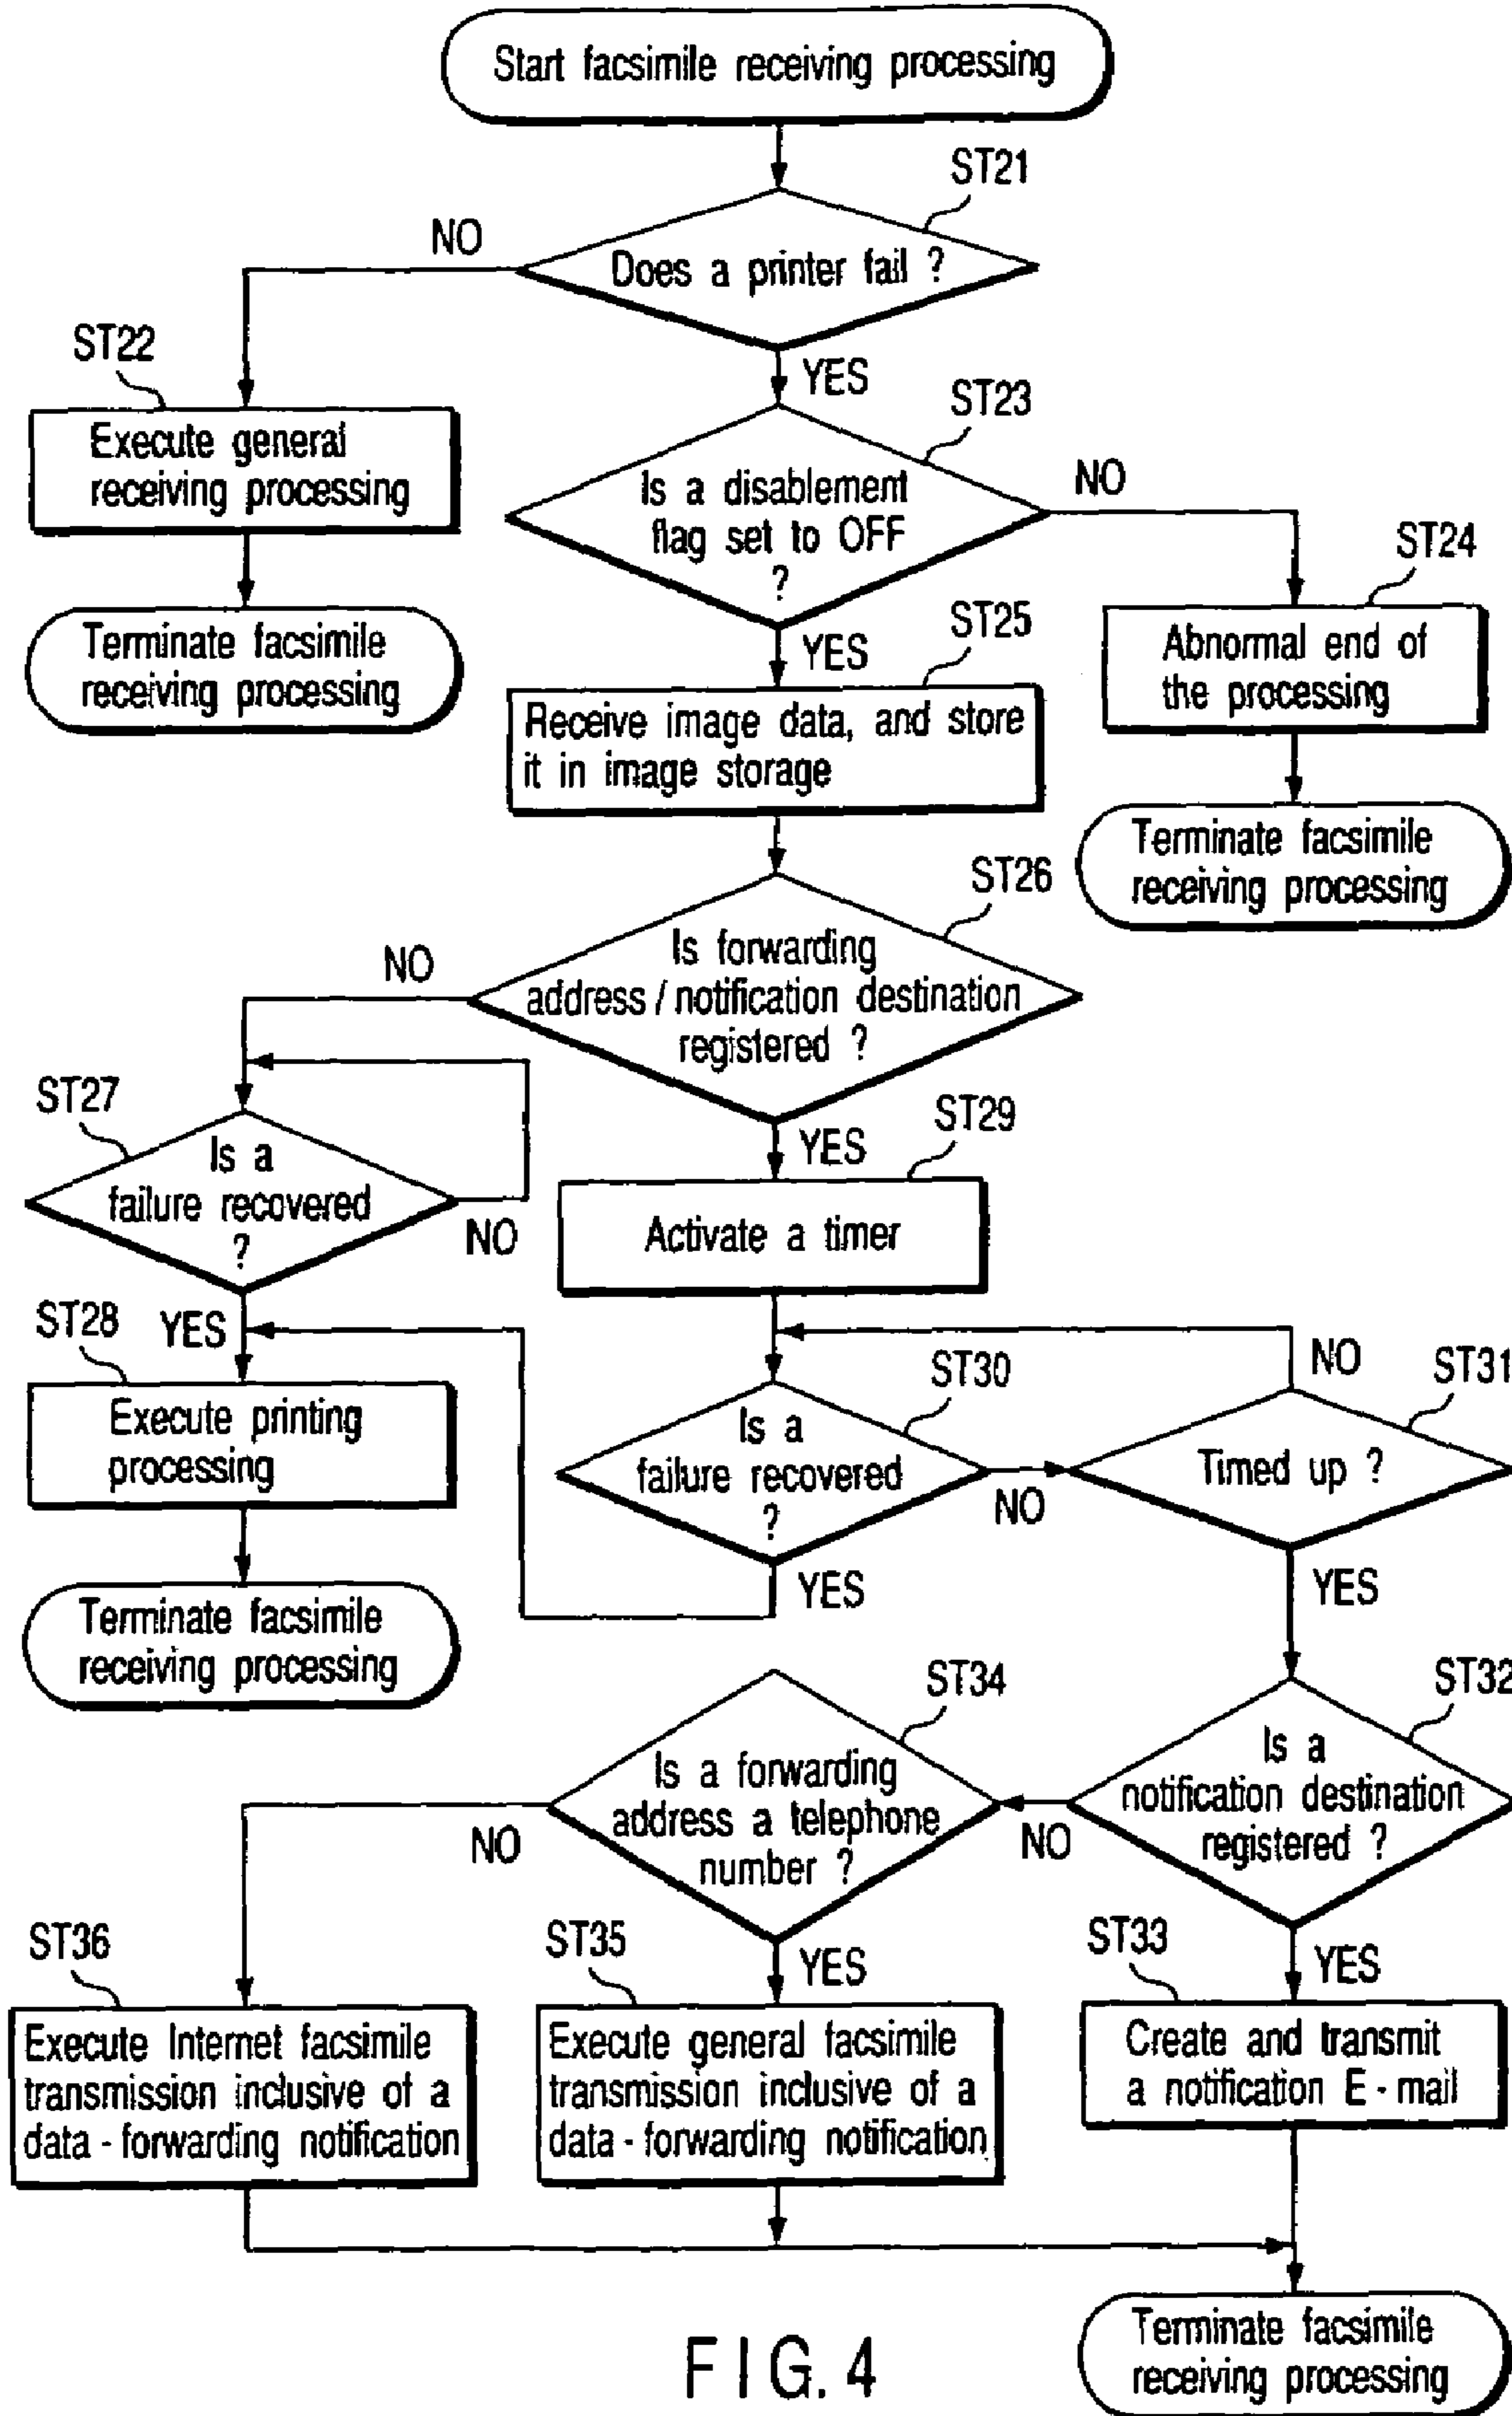 Start facsimile receiving processing
ST21
NO
Does a printer fail ?
ST22
YES
ST23
Execute general
receiving processing
Is a disablement
flag set to OFF
?
NO
ST24
Terminate facsimile
receiving processing
YES
ST25
Abnormal end of
the processing
Receive image data, and store
it in image storage
Terminate facsimile
receiving processing
ST26
NO
Is forwarding
address / notification destination
registered ?
ST27
Is a
failure recovered
?
NO
YES
ST29
Activate a timer
ST28
YES
Execute printing
processing
ST30
Is a
failure recovered
?
NO
NO
ST31
Timed up ?
YES
YES
Terminate facsimile
receiving processing
ST34
Is a forwarding
address a telephone
number ?
NO
ST32
Is a
notification destination
registered ?
NO
ST36
ST35
YES
ST33
YES
Execute Internet facsimile
transmission inclusive of a
data - forwarding notification
Execute general facsimile
transmission inclusive of a
data - forwarding notification
Create and transmit
a notification E - mail
Terminate facsimile
receiving processing
FIG. 4